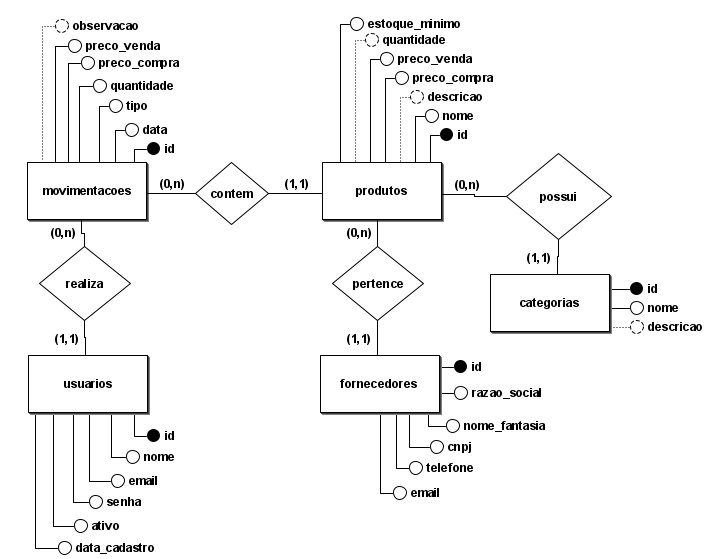 observacao
preco_venda
preco_compra
quantidade
tipo
data
id
movimentacoes
(0,n)
contem
(1,1)
estoque_minimo
quantidade
preco_venda
preco_compra
descricao
nome
id
produtos
(0,n)
possui
(1,1)
categorias
id
nome
descricao
(0,n)
realiza
(1,1)
usuarios
id
nome
email
senha
ativo
data_cadastro
(0,n)
pertence
(1,1)
fornecedores
id
razao_social
nome_fantasia
cnpj
telefone
email